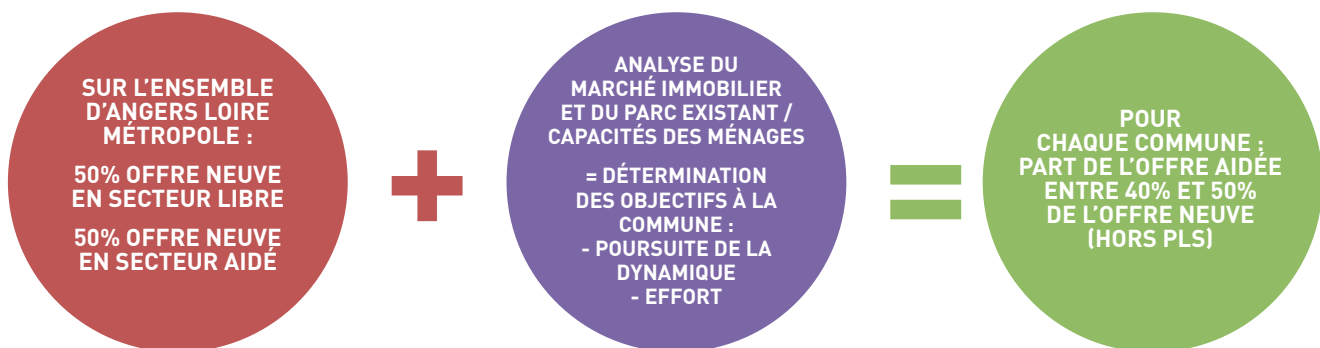 SUR L'ENSEMBLE
D'ANGERS LOIRE
MÉTROPOLE :
50% OFFRE NEUVE
EN SECTEUR LIBRE
50% OFFRE NEUVE
EN SECTEUR AIDÉ
+
ANALYSE DU
MARCHÉ IMMOBILIER
ET DU PARC EXISTANT /
CAPACITÉS DES MÉNAGES
= DÉTERMINATION
DES OBJECTIFS À LA
COMMUNE :
- POURSUITE DE LA
DYNAMIQUE
- EFFORT
=
POUR
CHAQUE COMMUNE :
PART DE L'OFFRE AIDÉE
ENTRE 40% ET 50%
DE L'OFFRE NEUVE
(HORS PLS)